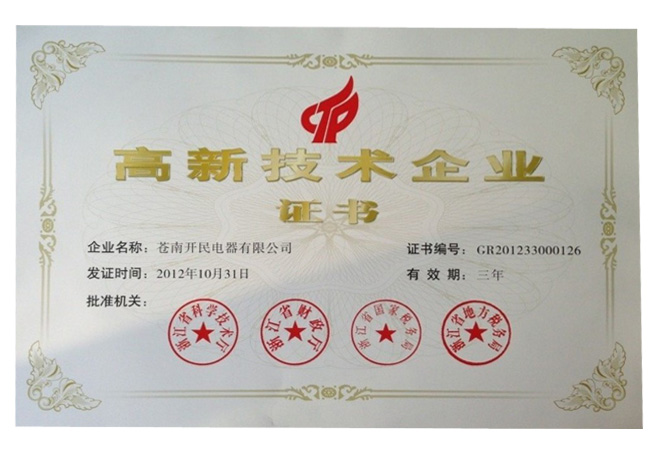 高新技术企业
证书
企业名称：苍南开民电器有限公司
证书编号：GR201233000126
发证时间：2012年10月31日
有效期：三年
批准机关：
浙江省科学技术厅
浙江省财政厅
浙江省国家税务局
浙江省地方税务局